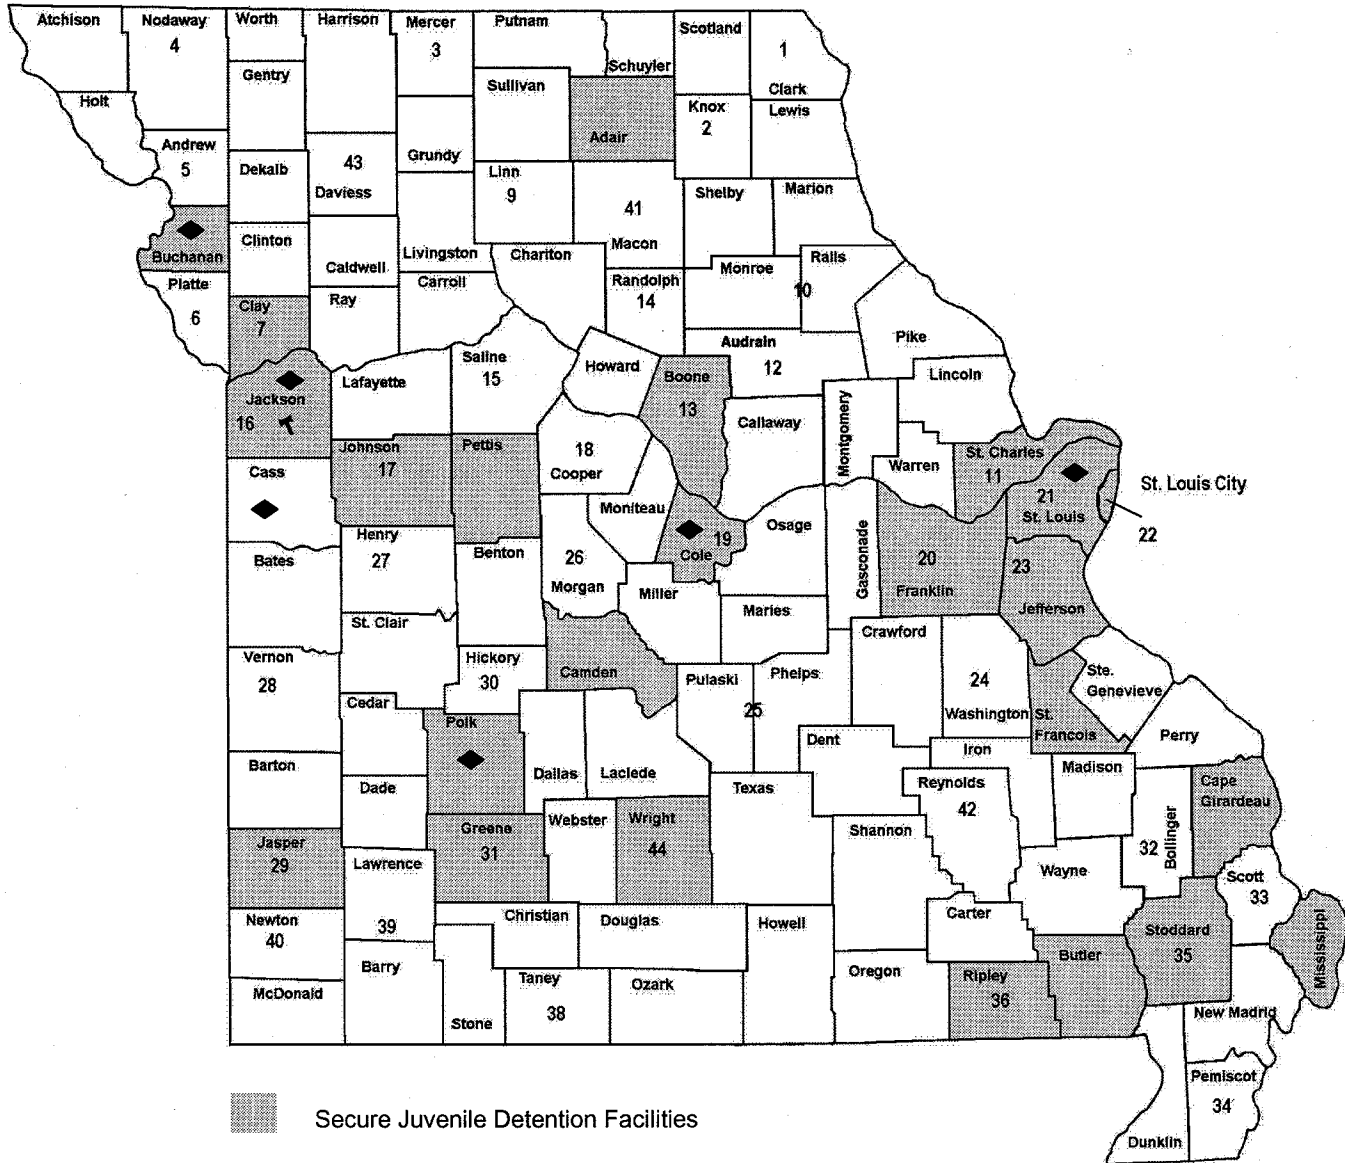 Atchison
Nodaway
4
Worth
Harrison
Mercer
3
Putnam
Schuyler
Scotland
1
Clark
Gentry
Holt
Sullivan
Adair
Knox
2
Lewis
Andrew
5
Dekalb
43
Daviess
Grundy
Linn
9
41
Macon
Shelby
Marion
Buchanan
Clinton
Caldwell
Livingston
Chariton
Randolph
14
Monroe
Ralls
10
Platte
6
Clay
7
Ray
Carroll
Saline
15
Howard
Boone
13
Audrain
12
Pike
Lincoln
Jackson
16
Lafayette
Johnson
17
Pettis
18
Cooper
Callaway
Montgomery
Warren
St. Charles
11
21
St. Louis
St. Louis City
22
Cass
Moniteau
19
Cole
Osage
Gasconade
20
Franklin
23
Jefferson
Bates
Henry
27
Benton
26
Morgan
Miller
Maries
St. Clair
Vernon
28
Hickory
30
Camden
Pulaski
25
Phelps
Crawford
24
Washington
St.
Francois
Ste.
Genevieve
Perry
Cedar
Polk
Dallas
Laclede
Dent
Iron
Madison
Barton
Dade
Texas
Reynolds
42
Cape
Girardeau
Jasper
29
Greene
31
Webster
Wright
44
Shannon
Wayne
32
Bollinger
Scott
33
Mississippi
Lawrence
39
Newton
40
Christian
Douglas
Howell
Carter
Stoddard
35
Barry
McDonald
Stone
Taney
38
Ozark
Oregon
Ripley
36
Butler
New Madrid
Pemiscot
34
Dunklin
Secure Juvenile Detention Facilities